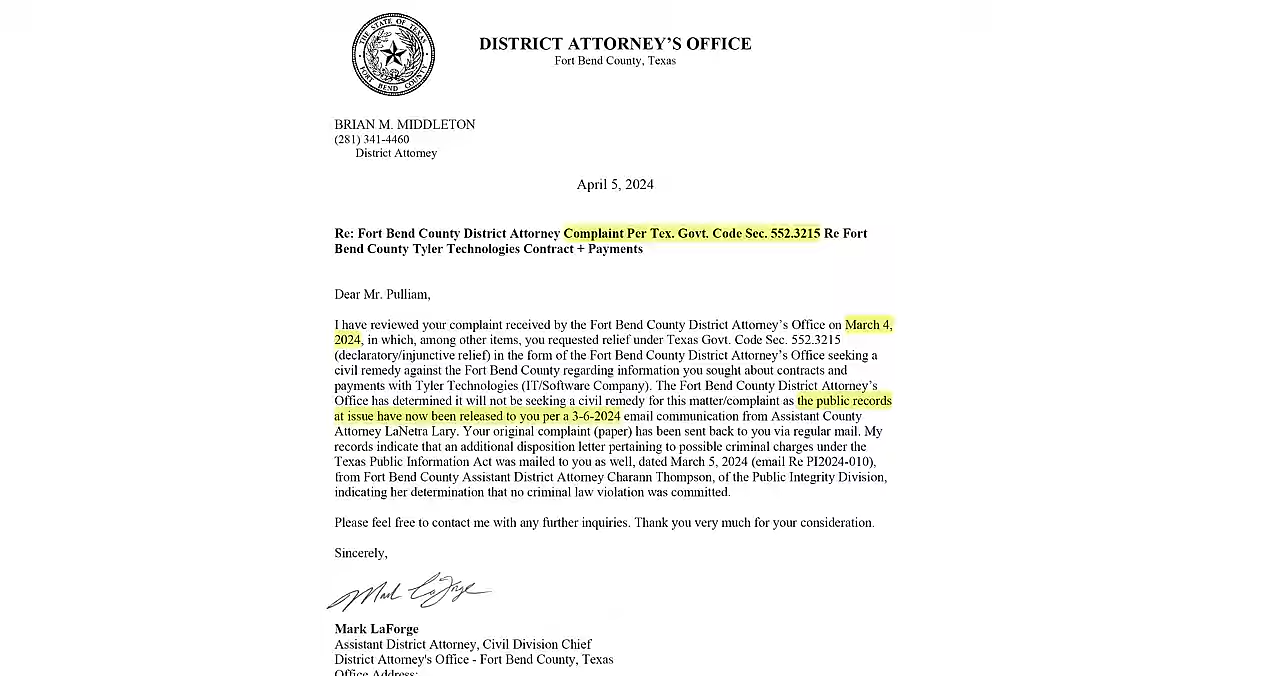 THE STATE OF TEXAS
FORT BEND COUNTY
DISTRICT ATTORNEY'S OFFICE
Fort Bend County, Texas
BRIAN M. MIDDLETON
(281) 341-4460
District Attorney
April 5, 2024
Re: Fort Bend County District Attorney Complaint Per Tex. Govt. Code Sec. 552.3215 Re Fort
Bend County Tyler Technologies Contract + Payments
Dear Mr. Pulliam,
I have reviewed your complaint received by the Fort Bend County District Attorney's Office on March 4,
2024, in which, among other items, you requested relief under Texas Govt. Code Sec. 552.3215
(declaratory/injunctive relief) in the form of the Fort Bend County District Attorney's Office seeking a
civil remedy against the Fort Bend County regarding information you sought about contracts and
payments with Tyler Technologies (IT/Software Company). The Fort Bend County District Attorney's
Office has determined it will not be seeking a civil remedy for this matter/complaint as the public records
at issue have now been released to you per a 3-6-2024 email communication from Assistant County
Attorney LaNetra Lary. Your original complaint (paper) has been sent back to you via regular mail. My
records indicate that an additional disposition letter pertaining to possible criminal charges under the
Texas Public Information Act was mailed to you as well, dated March 5, 2024 (email Re PI2024-010),
from Fort Bend County Assistant District Attorney Charann Thompson, of the Public Integrity Division,
indicating her determination that no criminal law violation was committed.
Please feel free to contact me with any further inquiries. Thank you very much for your consideration.
Sincerely,
Mark LaForge
Mark LaForge
Assistant District Attorney, Civil Division Chief
District Attorney's Office - Fort Bend County, Texas
Office Address: